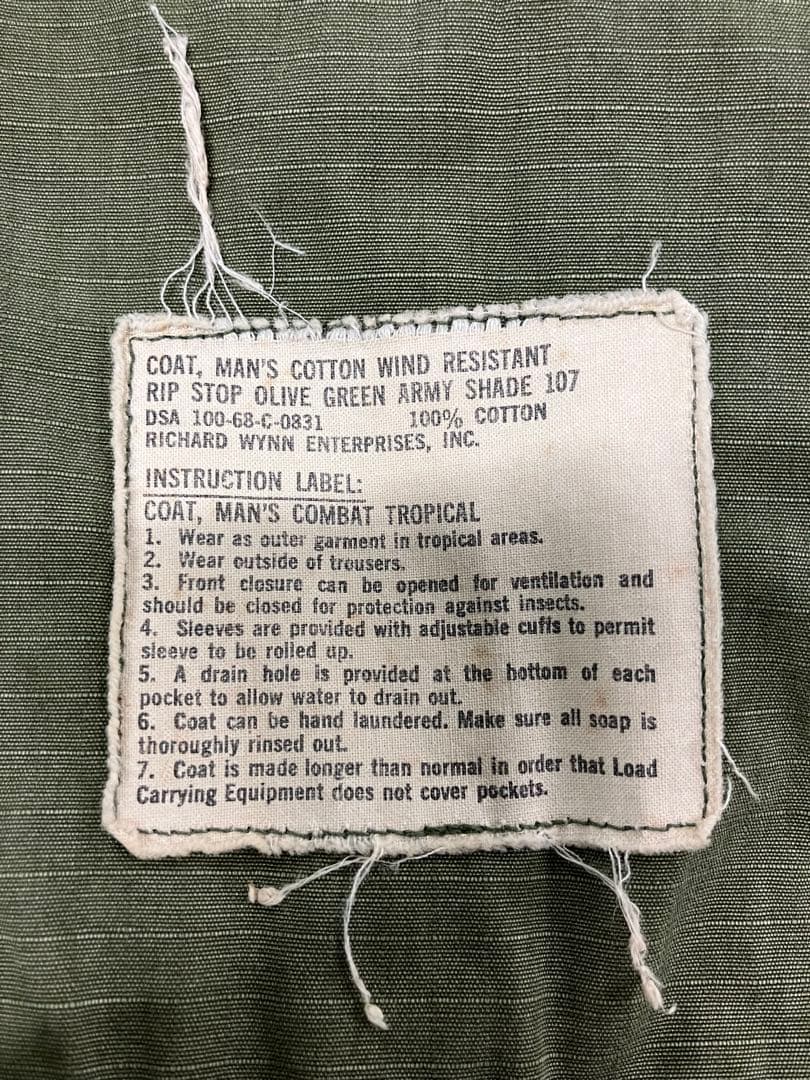 COAT, MAN'S COTTON WIND RESISTANT
RIP STOP OLIVE GREEN ARMY SHADE 107
DSA 100-68-C-0831 100% COTTON
RICHARD WYNN ENTERPRISES, INC.
INSTRUCTION LABEL:
COAT, MAN'S COMBAT TROPICAL
1. Wear as outer garment in tropical areas.
2. Wear outside of trousers.
3. Front closure can be opened for ventilation and
should be closed for protection against insects.
4. Sleeves are provided with adjustable cuffs to permit
sleeve to be rolled up.
5. A drain hole is provided at the bottom of each
pocket to allow water to drain out.
6. Coat can be hand laundered. Make sure all soap is
thoroughly rinsed out.
7. Coat is made longer than normal in order that Load
Carrying Equipment does not cover pockets.